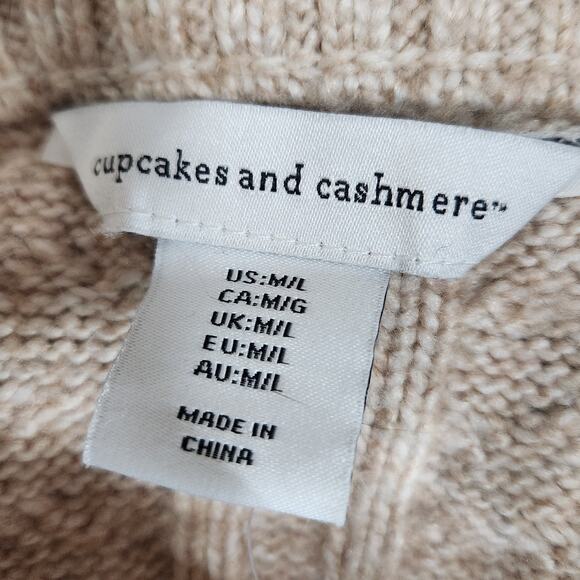 cupcakes and cashmere™
US:M/L
CA:M/G
UK:M/L
EU:M/L
AU:M/L
MADE IN
CHINA